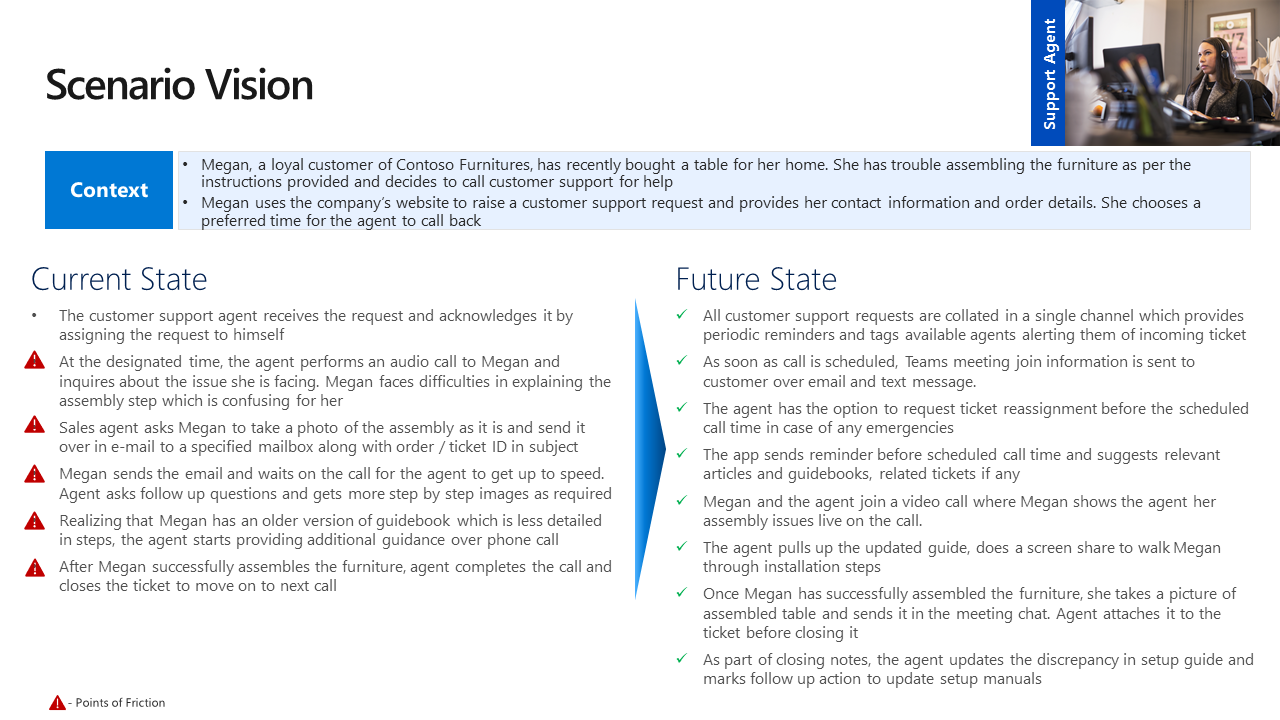 Support Agent
Scenario Vision
Context
• Megan, a loyal customer of Contoso Furnitures, has recently bought a table for her home. She has trouble assembling the furniture as per the
instructions provided and decides to call customer support for help
• Megan uses the company's website to raise a customer support request and provides her contact information and order details. She chooses a
preferred time for the agent to call back
Current State
• The customer support agent receives the request and acknowledges it by
assigning the request to himself
At the designated time, the agent performs an audio call to Megan and
inquires about the issue she is facing. Megan faces difficulties in explaining the
assembly step which is confusing for her
Sales agent asks Megan to take a photo of the assembly as it is and send it
over in e-mail to a specified mailbox along with order / ticket ID in subject
Megan sends the email and waits on the call for the agent to get up to speed.
Agent asks follow up questions and gets more step by step images as required
Realizing that Megan has an older version of guidebook which is less detailed
in steps, the agent starts providing additional guidance over phone call
After Megan successfully assembles the furniture, agent completes the call and
closes the ticket to move on to next call
- Points of Friction
Future State
✓ All customer support requests are collated in a single channel which provides
periodic reminders and tags available agents alerting them of incoming ticket
✓ As soon as call is scheduled, Teams meeting join information is sent to
customer over email and text message.
✓ The agent has the option to request ticket reassignment before the scheduled
call time in case of any emergencies
✓ The app sends reminder before scheduled call time and suggests relevant
articles and guidebooks, related tickets if any
✓ Megan and the agent join a video call where Megan shows the agent her
assembly issues live on the call.
✓ The agent pulls up the updated guide, does a screen share to walk Megan
through installation steps
✓ Once Megan has successfully assembled the furniture, she takes a picture of
assembled table and sends it in the meeting chat. Agent attaches it to the
ticket before closing it
✓ As part of closing notes, the agent updates the discrepancy in setup guide and
marks follow up action to update setup manuals